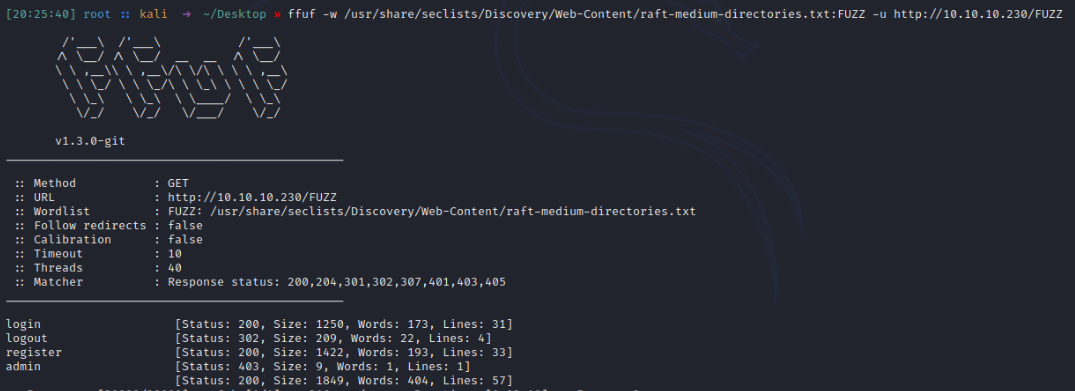 [20:25:40] root :: kali → ~/Desktop » ffuf -w /usr/share/seclists/Discovery/Web-Content/raft-medium-directories.txt:FUZZ -u http://10.10.10.230/FUZZ
v1.3.0-git
:: Method : GET
:: URL : http://10.10.10.230/FUZZ
:: Wordlist : FUZZ: /usr/share/seclists/Discovery/Web-Content/raft-medium-directories.txt
:: Follow redirects : false
:: Calibration : false
:: Timeout : 10
:: Threads : 40
:: Matcher : Response status: 200,204,301,302,307,401,403,405
login [Status: 200, Size: 1250, Words: 173, Lines: 31]
logout [Status: 302, Size: 209, Words: 22, Lines: 4]
register [Status: 200, Size: 1422, Words: 193, Lines: 33]
admin [Status: 403, Size: 9, Words: 1, Lines: 1]
[Status: 200, Size: 1849, Words: 404, Lines: 57]